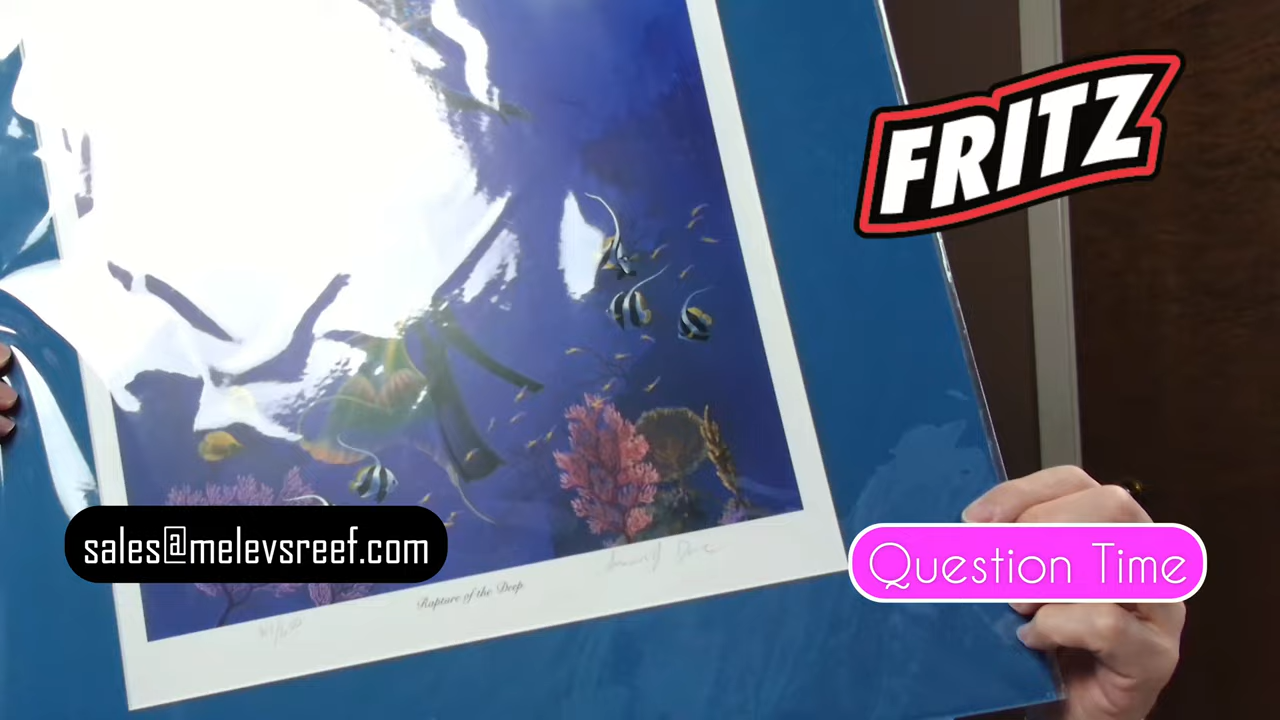 FRITZ
sales@melevsreef.com
Question Time
Rapture of the Deep